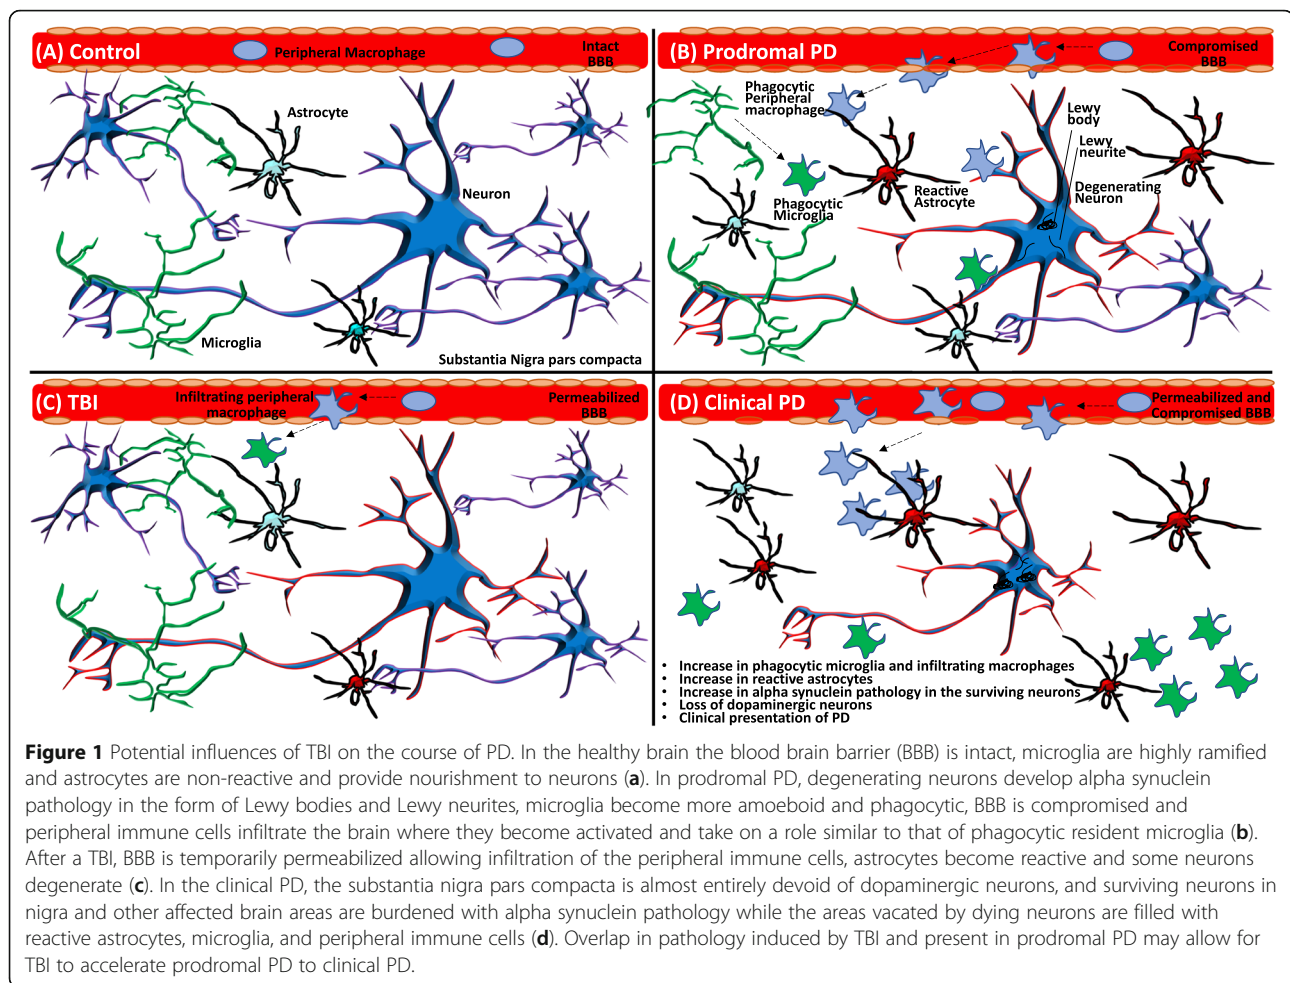 (A) Control
Peripheral Macrophage
Intact
BBB
Astrocyte
Neuron
Microglia
Substantia Nigra pars compacta
(B) Prodromal PD
Compromised
BBB
Phagocytic
Peripheral
macrophage
Lewy
body
Lewy
neurite
Reactive
Astrocyte
Degenerating
Neuron
Phagocytic
Microglia
(C) TBI
Infiltrating peripheral
macrophage
Permeabilized
BBB
(D) Clinical PD
Permeabilized and
Compromised BBB
• Increase in phagocytic microglia and infiltrating macrophages
• Increase in reactive astrocytes
• Increase in alpha synuclein pathology in the surviving neurons
• Loss of dopaminergic neurons
• Clinical presentation of PD
Figure 1 Potential influences of TBI on the course of PD. In the healthy brain the blood brain barrier (BBB) is intact, microglia are highly ramified
and astrocytes are non-reactive and provide nourishment to neurons (a). In prodromal PD, degenerating neurons develop alpha synuclein
pathology in the form of Lewy bodies and Lewy neurites, microglia become more amoeboid and phagocytic, BBB is compromised and
peripheral immune cells infiltrate the brain where they become activated and take on a role similar to that of phagocytic resident microglia (b).
After a TBI, BBB is temporarily permeabilized allowing infiltration of the peripheral immune cells, astrocytes become reactive and some neurons
degenerate (c). In the clinical PD, the substantia nigra pars compacta is almost entirely devoid of dopaminergic neurons, and surviving neurons in
nigra and other affected brain areas are burdened with alpha synuclein pathology while the areas vacated by dying neurons are filled with
reactive astrocytes, microglia, and peripheral immune cells (d). Overlap in pathology induced by TBI and present in prodromal PD may allow for
TBI to accelerate prodromal PD to clinical PD.